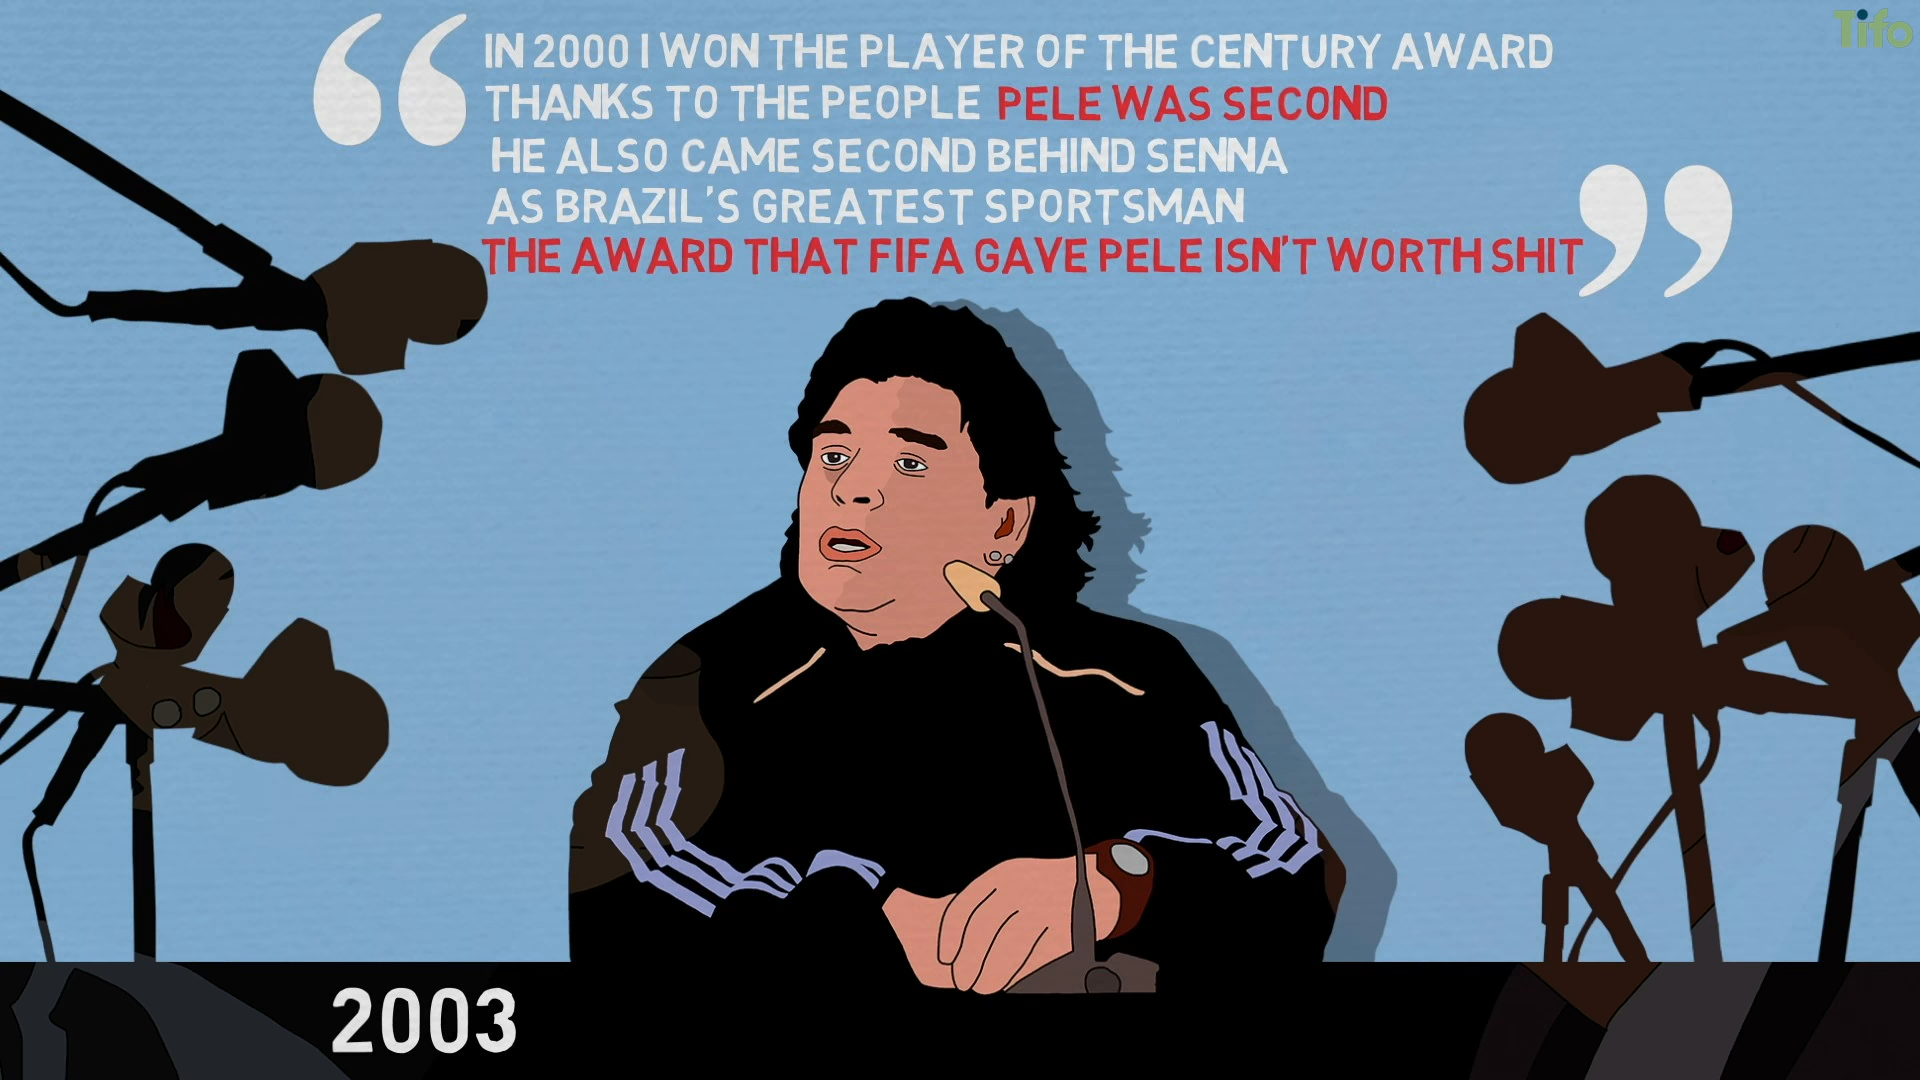 IN 2000 I WON THE PLAYER OF THE CENTURY AWARD
THANKS TO THE PEOPLE PELE WAS SECOND
HE ALSO CAME SECOND BEHIND SENNA
AS BRAZIL'S GREATEST SPORTSMAN
THE AWARD THAT FIFA GAVE PELE ISN'T WORTH SHIT
Tifo
2003